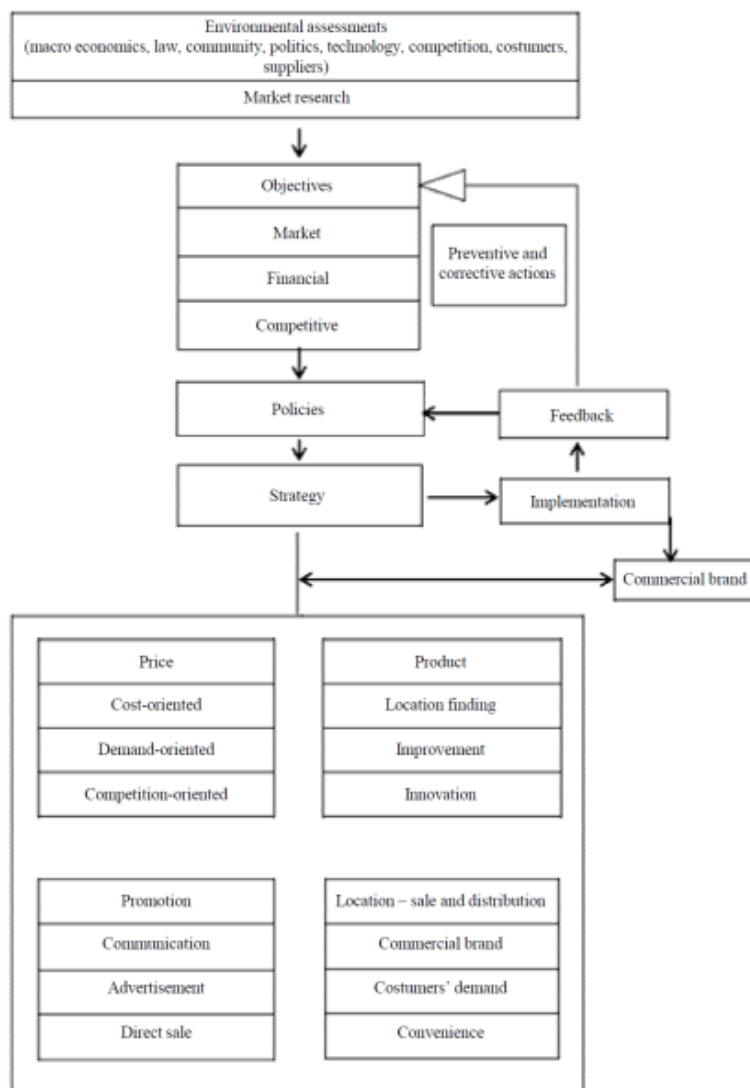 Environmental assessments
(macro economics, law, community, politics, technology, competition, costumers,
suppliers)
Market research
Objectives
Market
Financial
Competitive
Preventive and
corrective actions
Policies
Feedback
Strategy
Implementation
Commercial brand
Price
Cost-oriented
Demand-oriented
Competition-oriented
Product
Location finding
Improvement
Innovation
Promotion
Communication
Advertisement
Direct sale
Location – sale and distribution
Commercial brand
Costumers’ demand
Convenience